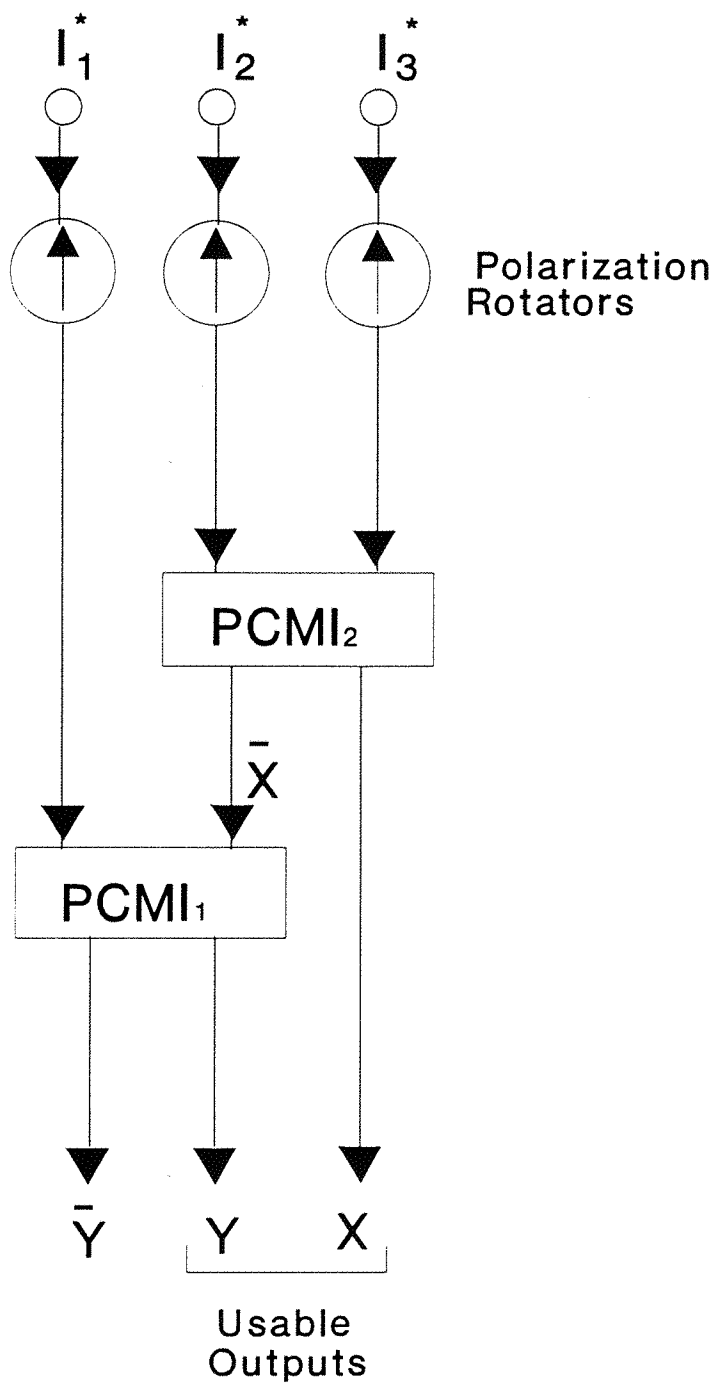 I₁* I₂* I₃*
Polarization
Rotators
PCMI₂
X̄
PCMI₁
Ȳ Y X
Usable
Outputs